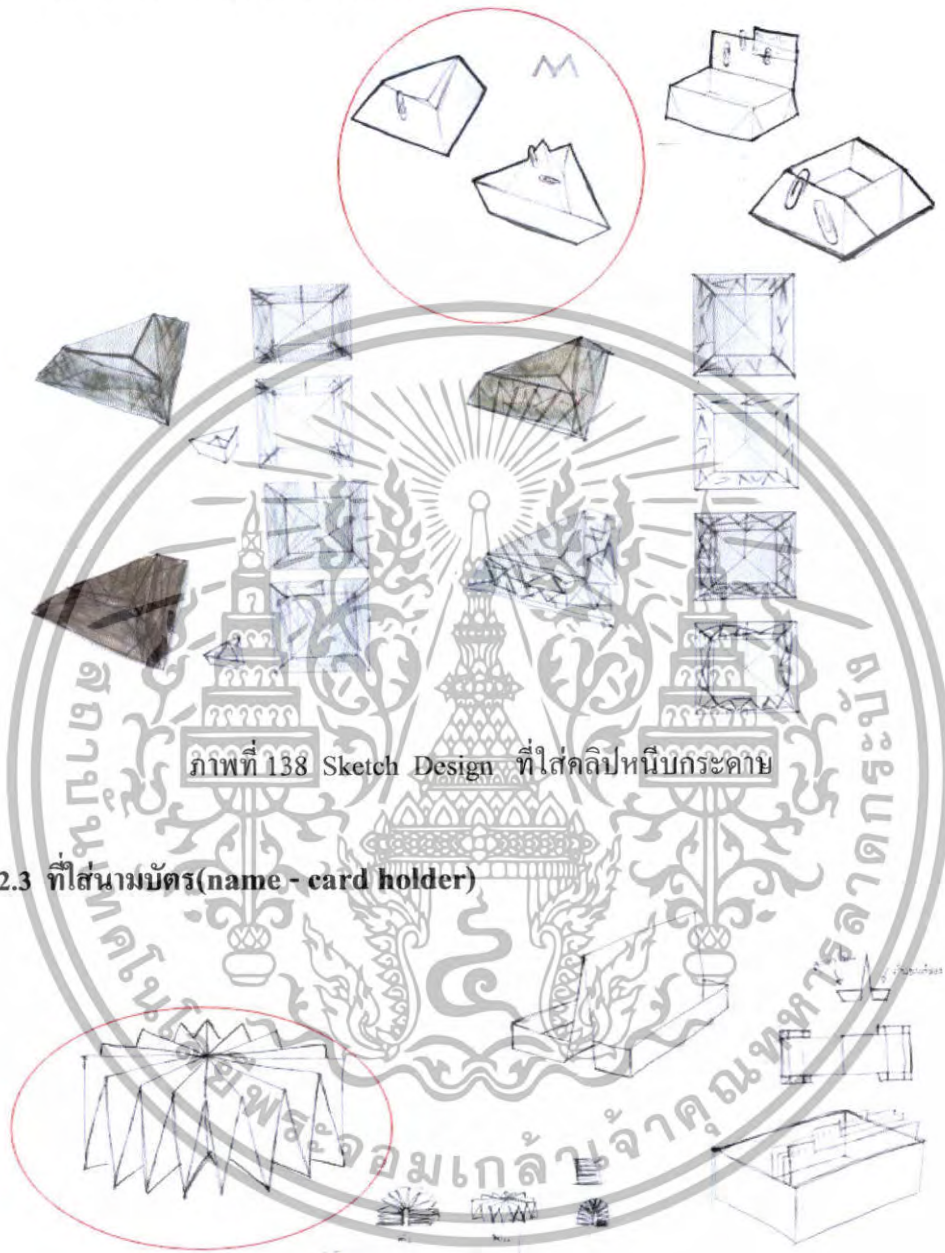 ภาพที่ 138 Sketch Design ที่ใส่คลิปหนีบกระดาษ
2.3 ที่ใส่นามบัตร(name - card holder)
สถาบันเทคโนโลยีพระจอมเกล้าเจ้าคุณทหารลาดกระบัง